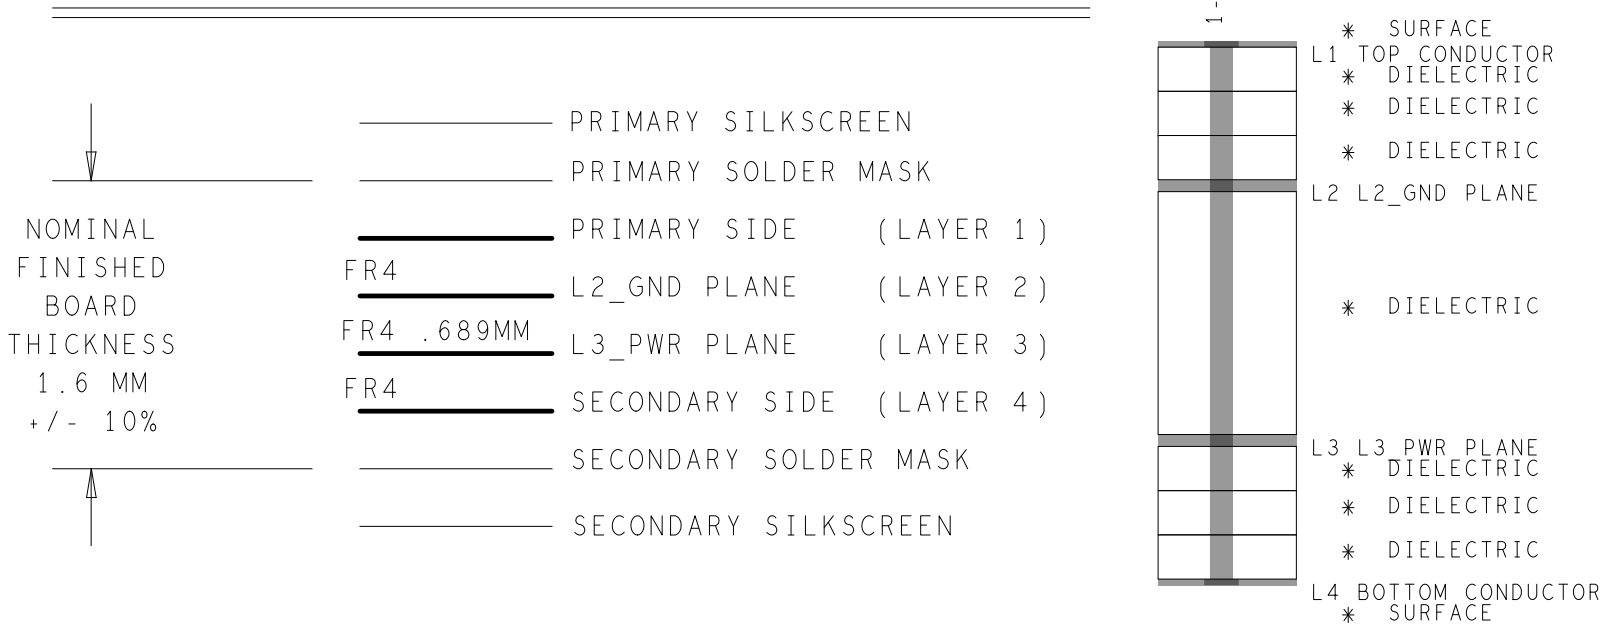 PRIMARY SILKSCREEN
PRIMARY SOLDER MASK
NOMINAL
FINISHED
BOARD
THICKNESS
1.6 MM
+/- 10%
PRIMARY SIDE (LAYER 1)
FR4
L2_GND PLANE (LAYER 2)
FR4 .689MM
L3_PWR PLANE (LAYER 3)
FR4
SECONDARY SIDE (LAYER 4)
SECONDARY SOLDER MASK
SECONDARY SILKSCREEN
1-
* SURFACE
L1 TOP CONDUCTOR
* DIELECTRIC
* DIELECTRIC
* DIELECTRIC
L2 L2_GND PLANE
* DIELECTRIC
L3 L3_PWR PLANE
* DIELECTRIC
* DIELECTRIC
* DIELECTRIC
L4 BOTTOM CONDUCTOR
* SURFACE